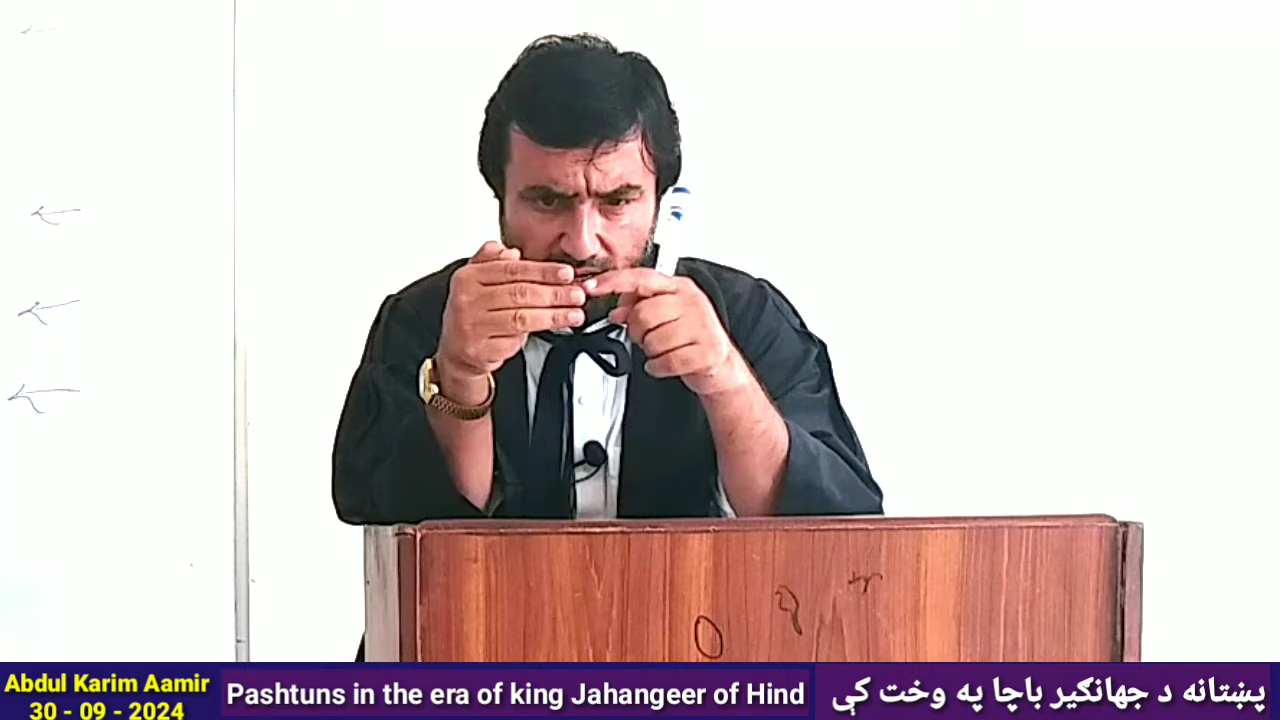 Abdul Karim Aamir
30 - 09 - 2024
Pashtuns in the era of king Jahangeer of Hind
پښتانه د جهانګیر باچا په وخت کې